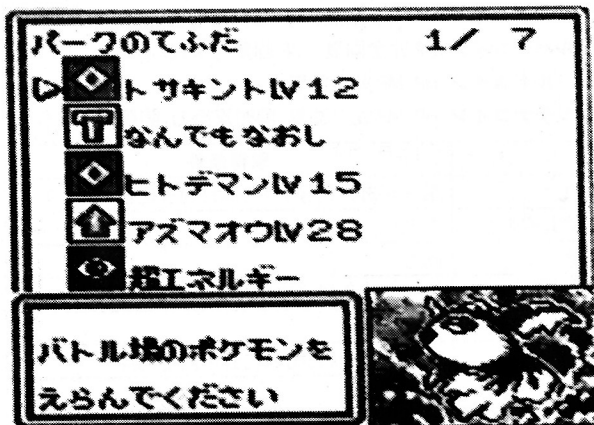 パークのてふだ 1/ 7
トサキントLV12
なんでもなおし
ヒトデマンLV15
アズマオウLV28
超エネルギー
バトル場のポケモンを
えらんでください